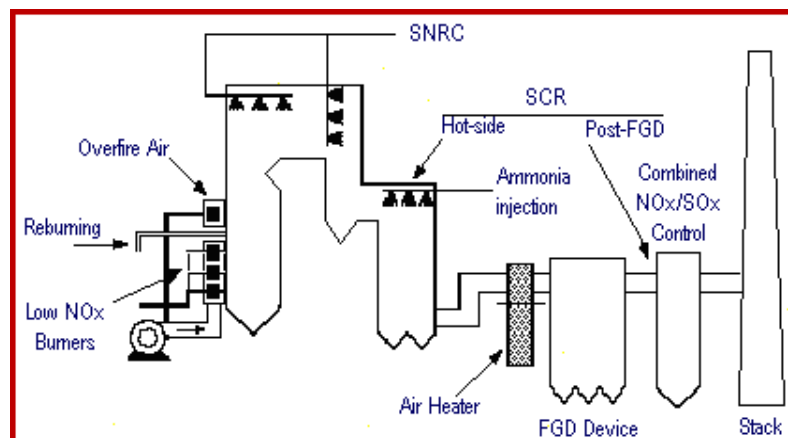 SNRC
SCR
Hot-side
Post-FGD
Overfire Air
Ammonia
injection
Combined
NOx/SOx
Control
Reburning
Low NOx
Burners
Air Heater
FGD Device
Stack